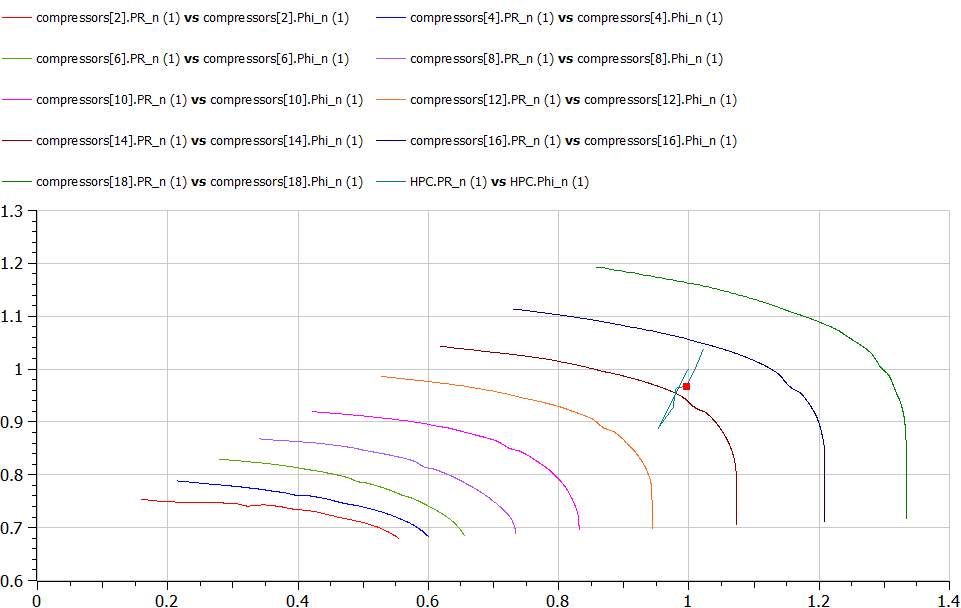 compressors[2].PR_n (1) vs compressors[2].Phi_n (1) compressors[4].PR_n (1) vs compressors[4].Phi_n (1)
compressors[6].PR_n (1) vs compressors[6].Phi_n (1) compressors[8].PR_n (1) vs compressors[8].Phi_n (1)
compressors[10].PR_n (1) vs compressors[10].Phi_n (1) compressors[12].PR_n (1) vs compressors[12].Phi_n (1)
compressors[14].PR_n (1) vs compressors[14].Phi_n (1) compressors[16].PR_n (1) vs compressors[16].Phi_n (1)
compressors[18].PR_n (1) vs compressors[18].Phi_n (1) HPC.PR_n (1) vs HPC.Phi_n (1)
1.3
1.2
1.1
1
0.9
0.8
0.7
0.6
0 0.2 0.4 0.6 0.8 1 1.2 1.4